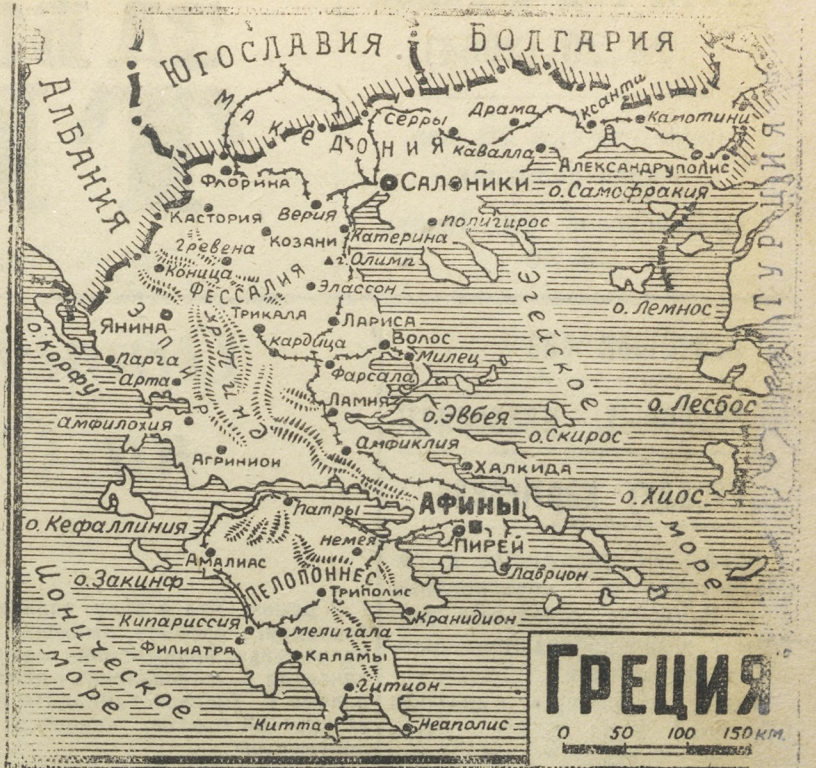 ЮГОСЛАВИЯ
БОЛГАРИЯ
АЛБАНИЯ
ТУРЦИЯ
МАКЕДОНИЯ
Серры
Драма
Ксанти
Камотини
Кавалла
Александруполис
Флорина
Салоники
о. Самофракия
Кастория
Верия
Полигирос
Козани
Катерина
Гревена
г. Олимп
Коница
ФЕССАЛИЯ
Элассон
о. Лемнос
Эгейское
море
Янина
ЭПИР
Трикала
Лариса
Волос
о. Корфу
Кардица
Милец
Парга
Фарсала
Арта
Ламия
о. Лесбос
о. Эвбея
Амфилохия
о. Скирос
Амфиклия
Агринион
Халкида
о. Хиос
АФИНЫ
Патры
о. Кефаллиния
Немея
ПИРЕЙ
Амалиас
Лаврион
о. Закинф
ПЕЛОПОННЕС
Триполис
Кранидион
Кипариссия
Мелигала
Филиатра
Каламы
Ионическое
море
Гитион
Китта
Неаполис
ГРЕЦИЯ
0 50 100 150 км.